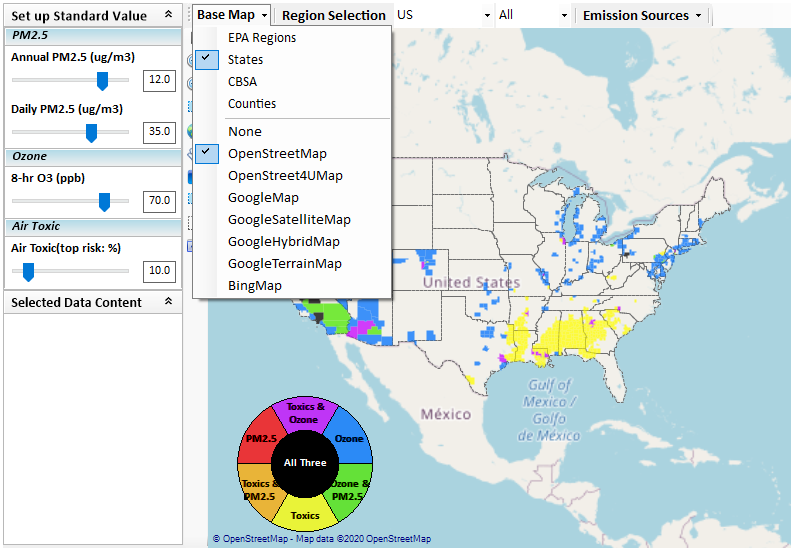 Set up Standard Value
PM2.5
Annual PM2.5 (ug/m3)
12.0
Daily PM2.5 (ug/m3)
35.0
Ozone
8-hr O3 (ppb)
70.0
Air Toxic
Air Toxic(top risk: %)
10.0
Selected Data Content
Base Map
Region Selection
US
All
Emission Sources
EPA Regions
States
CBSA
Counties
None
OpenStreetMap
OpenStreet4UMap
GoogleMap
GoogleSatelliteMap
GoogleHybridMap
GoogleTerrainMap
BingMap
United States
Gulf of
Mexico /
Golfo
de México
México
Toxics &
Ozone
PM2.5
Ozone
All Three
Toxics &
PM2.5
Ozone &
PM2.5
Toxics
© OpenStreetMap - Map data ©2020 OpenStreetMap